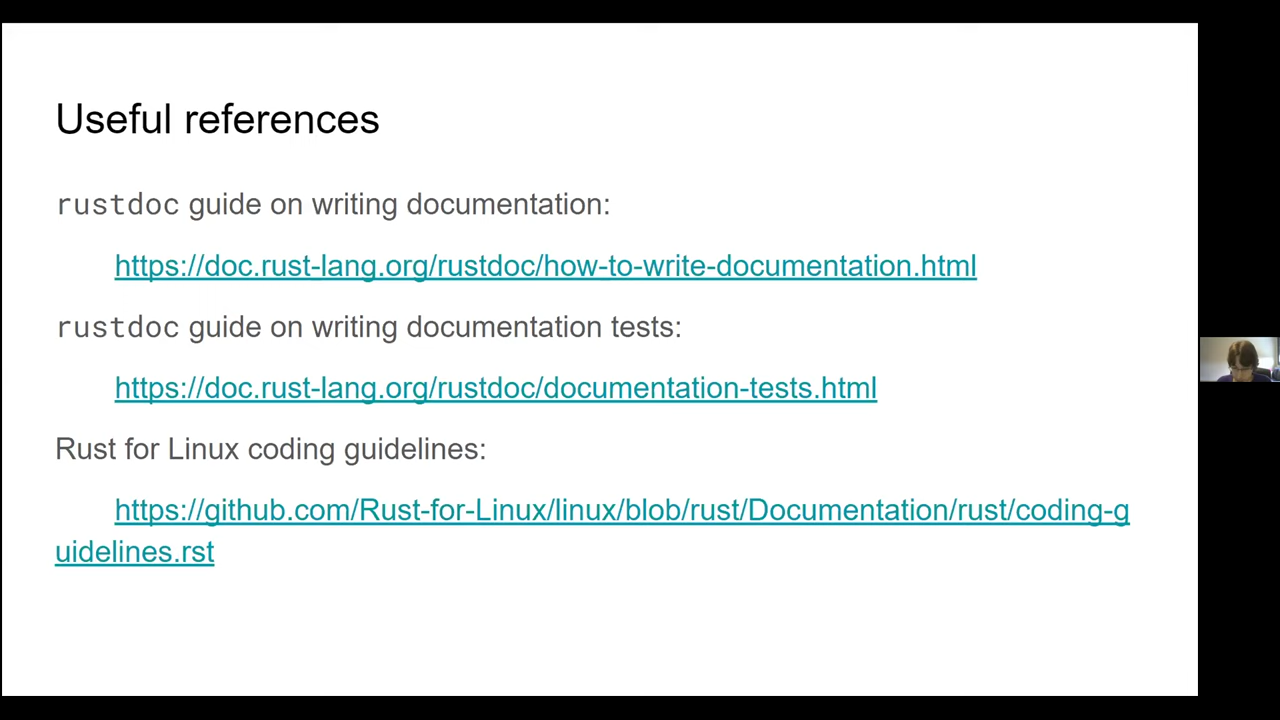 Useful references
rustdoc guide on writing documentation:
https://doc.rust-lang.org/rustdoc/how-to-write-documentation.html
rustdoc guide on writing documentation tests:
https://doc.rust-lang.org/rustdoc/documentation-tests.html
Rust for Linux coding guidelines:
https://github.com/Rust-for-Linux/linux/blob/rust/Documentation/rust/coding-g
uidelines.rst